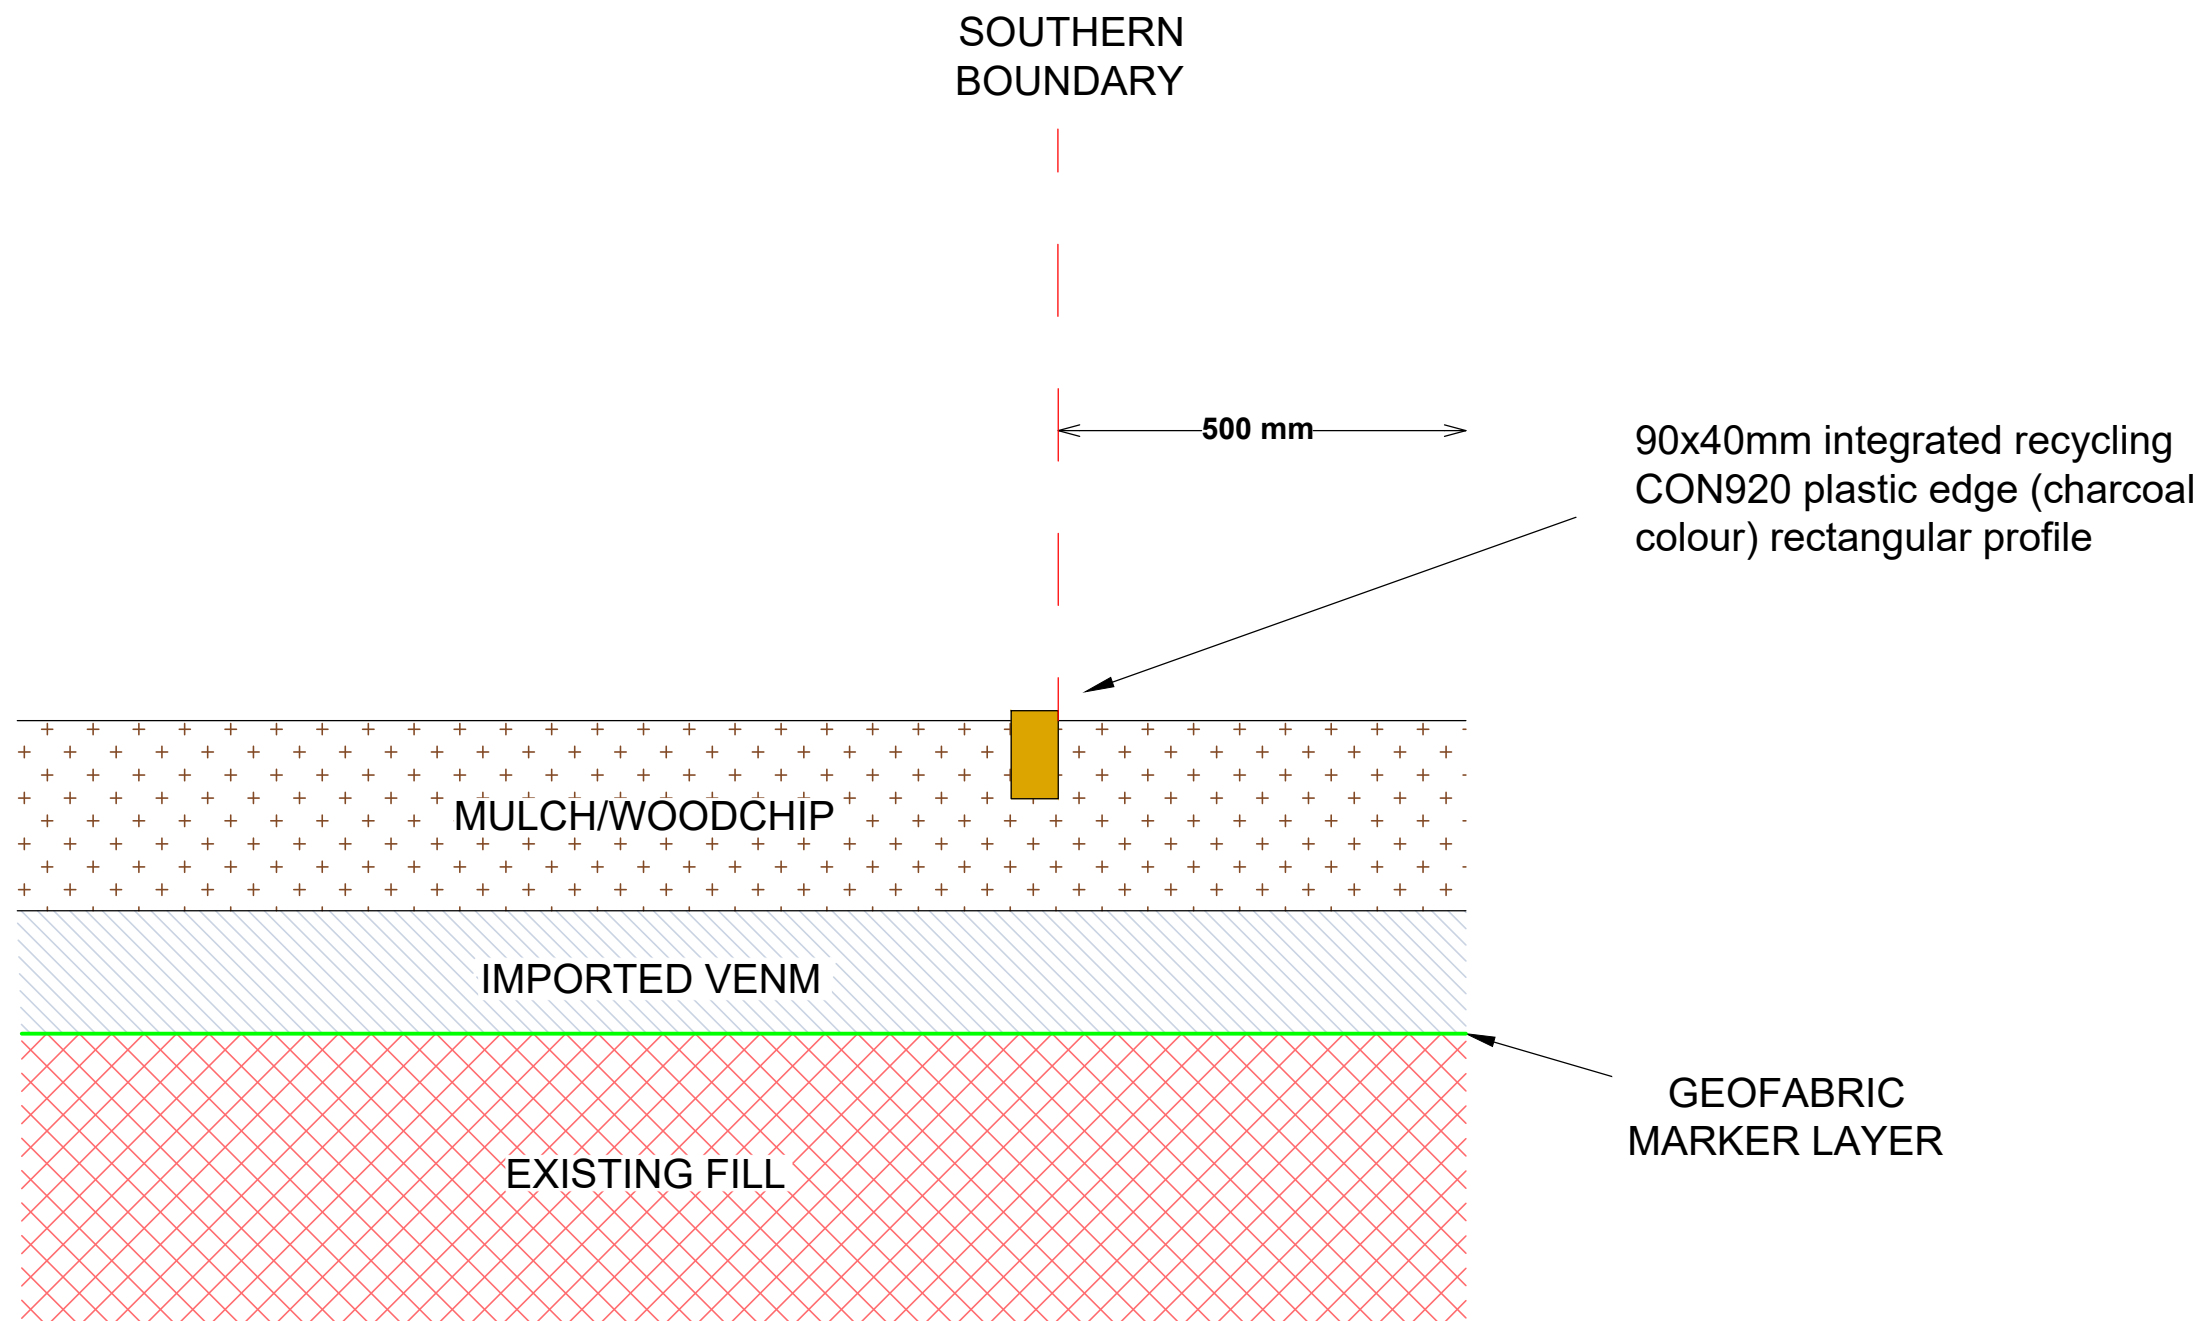 SOUTHERN
BOUNDARY
500 mm
90x40mm integrated recycling
CON920 plastic edge (charcoal
colour) rectangular profile
MULCH/WOODCHIP
IMPORTED VENM
GEOFABRIC
MARKER LAYER
EXISTING FILL